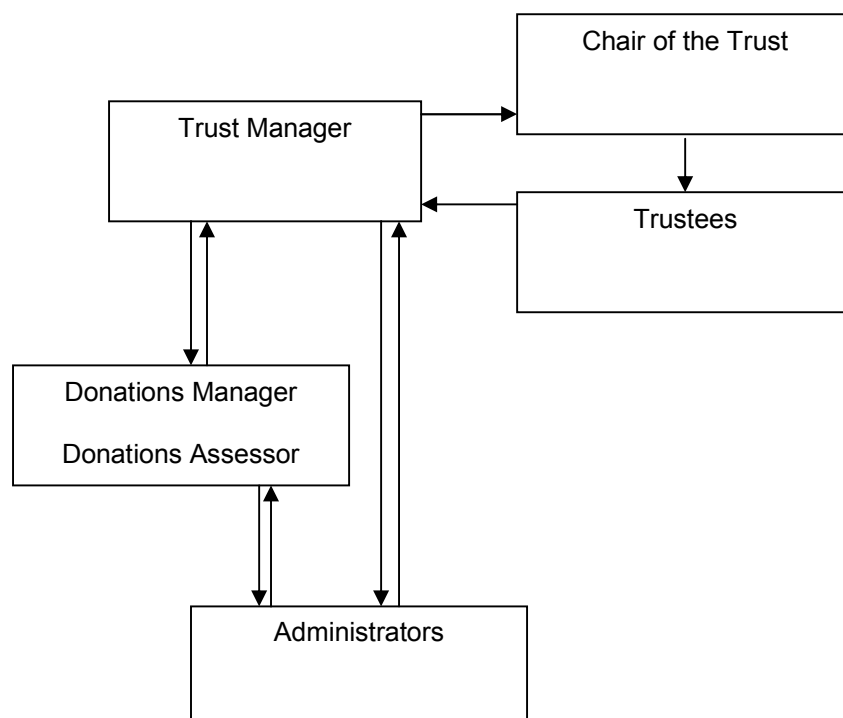 Chair of the Trust
Trust Manager
Trustees
Donations Manager
Donations Assessor
Administrators